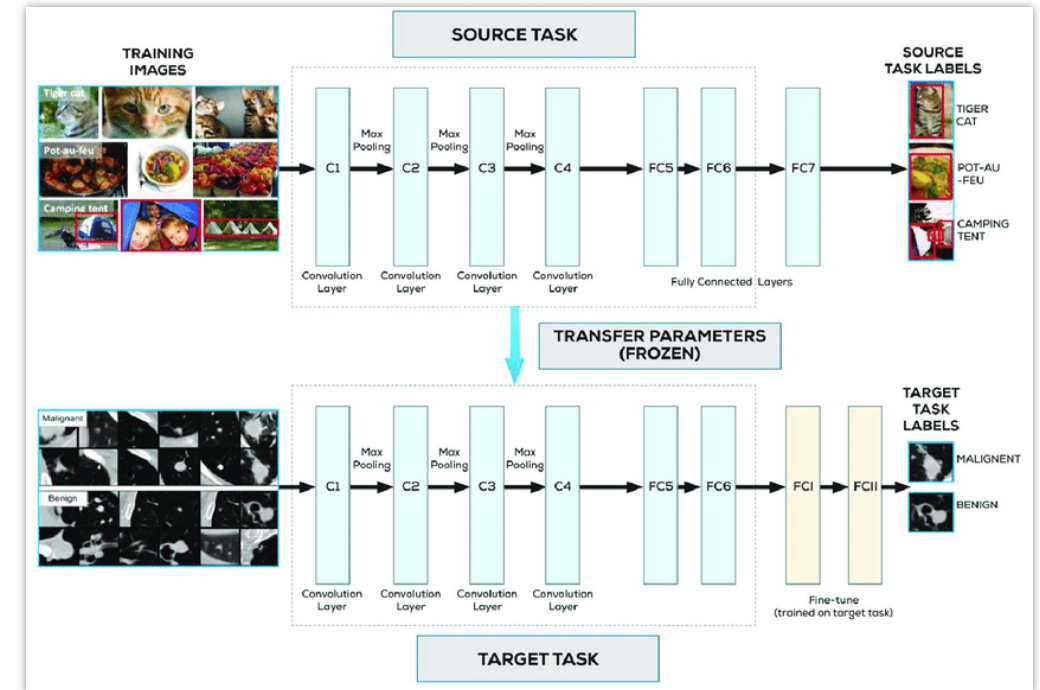 SOURCE TASK
TRAINING
IMAGES
SOURCE
TASK LABELS
Tiger cat
Pot-au-feu
Camping tent
C1
Max
Pooling
C2
Max
Pooling
C3
Max
Pooling
C4
FC5
FC6
FC7
TIGER
CAT
POT-AU
-FEU
CAMPING
TENT
Convolution
Layer
Convolution
Layer
Convolution
Layer
Convolution
Layer
Fully Connected Layers
TRANSFER PARAMETERS
(FROZEN)
TARGET
TASK
LABELS
Malignant
Benign
C1
Max
Pooling
C2
Max
Pooling
C3
Max
Pooling
C4
FC5
FC6
FCI
FCII
MALIGNENT
BENIGN
Convolution
Layer
Convolution
Layer
Convolution
Layer
Convolution
Layer
Fine-tune
(trained on target task)
TARGET TASK